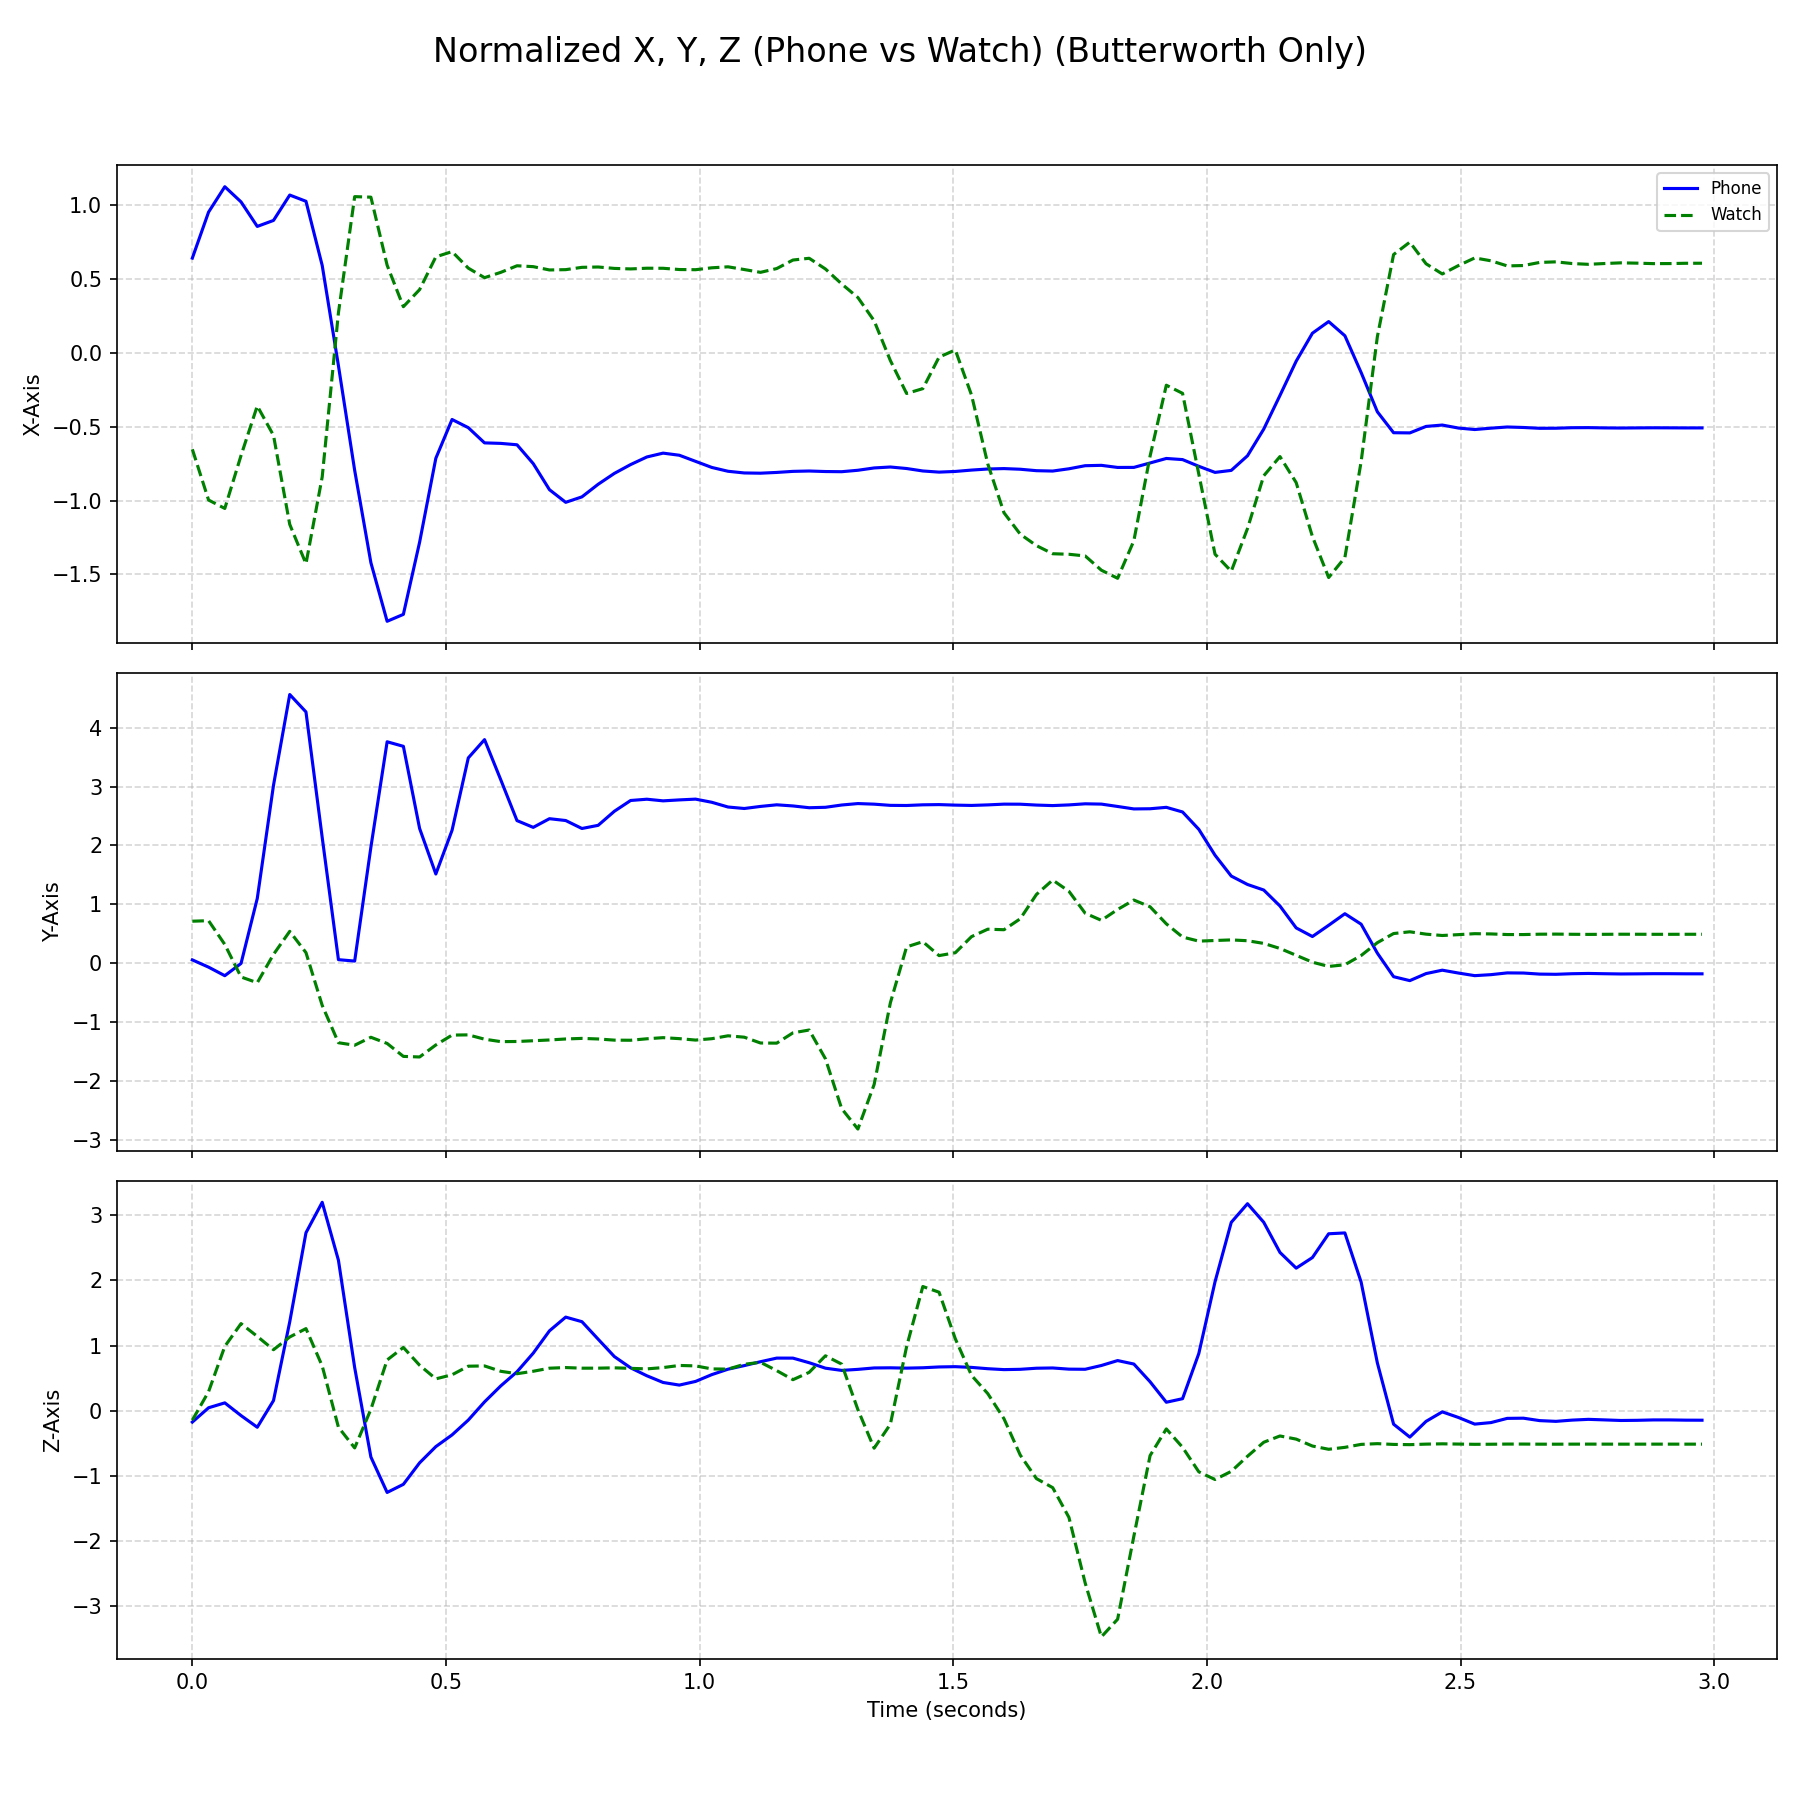 Normalized X, Y, Z (Phone vs Watch) (Butterworth Only)
Phone
Watch
1.0
0.5
0.0
−0.5
−1.0
−1.5
X-Axis
4
3
2
1
0
−1
−2
−3
Y-Axis
3
2
1
0
−1
−2
−3
Z-Axis
0.0 0.5 1.0 1.5 2.0 2.5 3.0
Time (seconds)